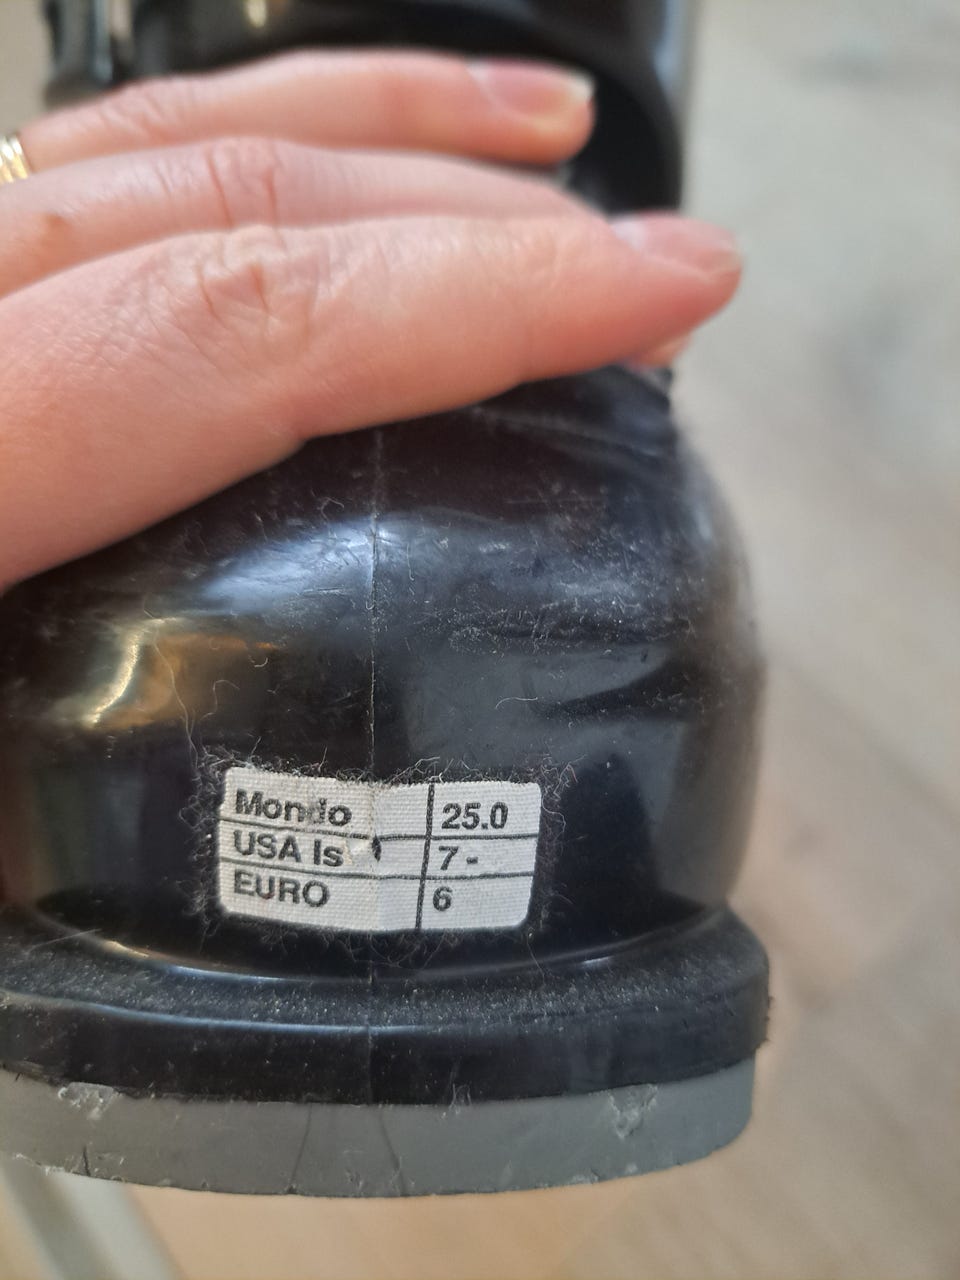 Mondo 25.0
USA Is 7 -
EURO 6